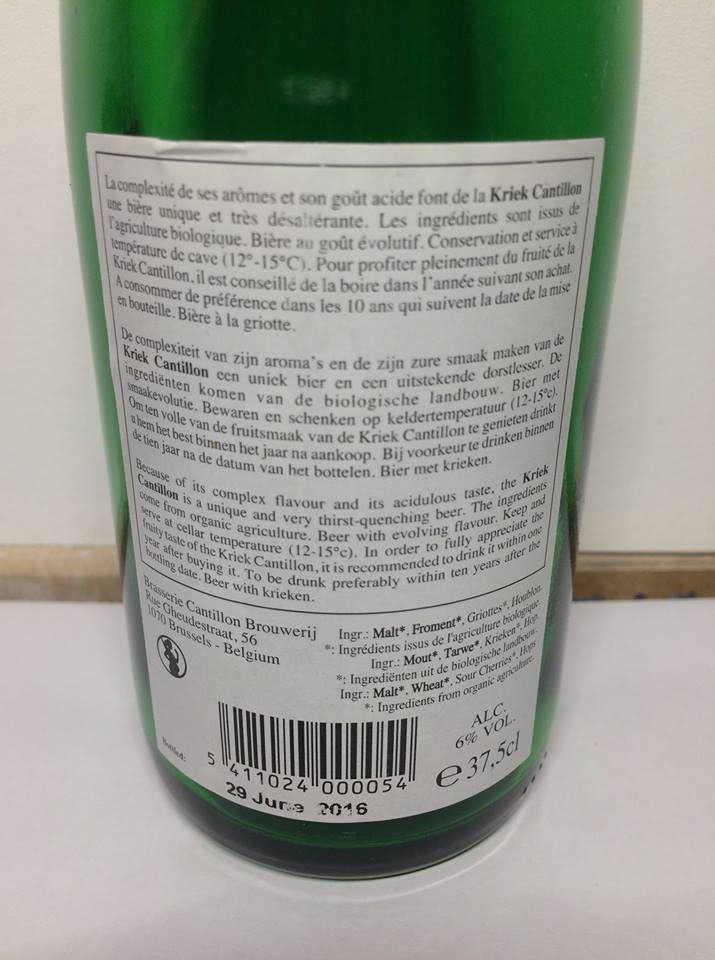 La complexité de ses arômes et son goût acide font de la Kriek Cantillon
une bière unique et très désaltérante. Les ingrédients sont issus de
l'agriculture biologique. Bière au goût évolutif. Conservation et service à
température de cave (12°-15°C). Pour profiter pleinement du fruité de la
Kriek Cantillon, il est conseillé de la boire dans l'année suivant son achat.
A consommer de préférence dans les 10 ans qui suivent la date de la mise
en bouteille. Bière à la griotte.
De complexiteit van zijn aroma's en de zijn zure smaak maken van de
Kriek Cantillon een uniek bier en een uitstekende dorstlesser. De
ingrediënten komen van de biologische landbouw. Bier met
smaakevolutie. Bewaren en schenken op keldertemperatuur (12-15°c).
Om ten volle van de fruitsmaak van de Kriek Cantillon te genieten drinkt
u hem het best binnen het jaar na aankoop. Bij voorkeur te drinken binnen
de tien jaar na de datum van het bottelen. Bier met krieken.
Because of its complex flavour and its acidulous taste, the Kriek
Cantillon is a unique and very thirst-quenching beer. The ingredients
come from organic agriculture. Beer with evolving flavour. Keep and
serve at cellar temperature (12-15°c). In order to fully appreciate the
fruity taste of the Kriek Cantillon, it is recommended to drink it within one
year after buying it. To be drunk preferably within ten years after the
bottling date. Beer with krieken.
Brasserie Cantillon Brouwerij
Rue Gheudestraat, 56
1070 Brussels - Belgium
Ingr.: Malt*, Froment*, Griottes*, Houblon.
*: Ingrédients issus de l'agriculture biologique.
Ingr.: Mout*, Tarwe*, Krieken*, Hop.
*: Ingrediënten uit de biologische landbouw.
Ingr.: Malt*, Wheat*, Sour Cherries*, Hops
*: Ingredients from organic agriculture.
ALC.
6% VOL.
e 37,5cl
Bottled:
5 411024 000054
29 June 2016